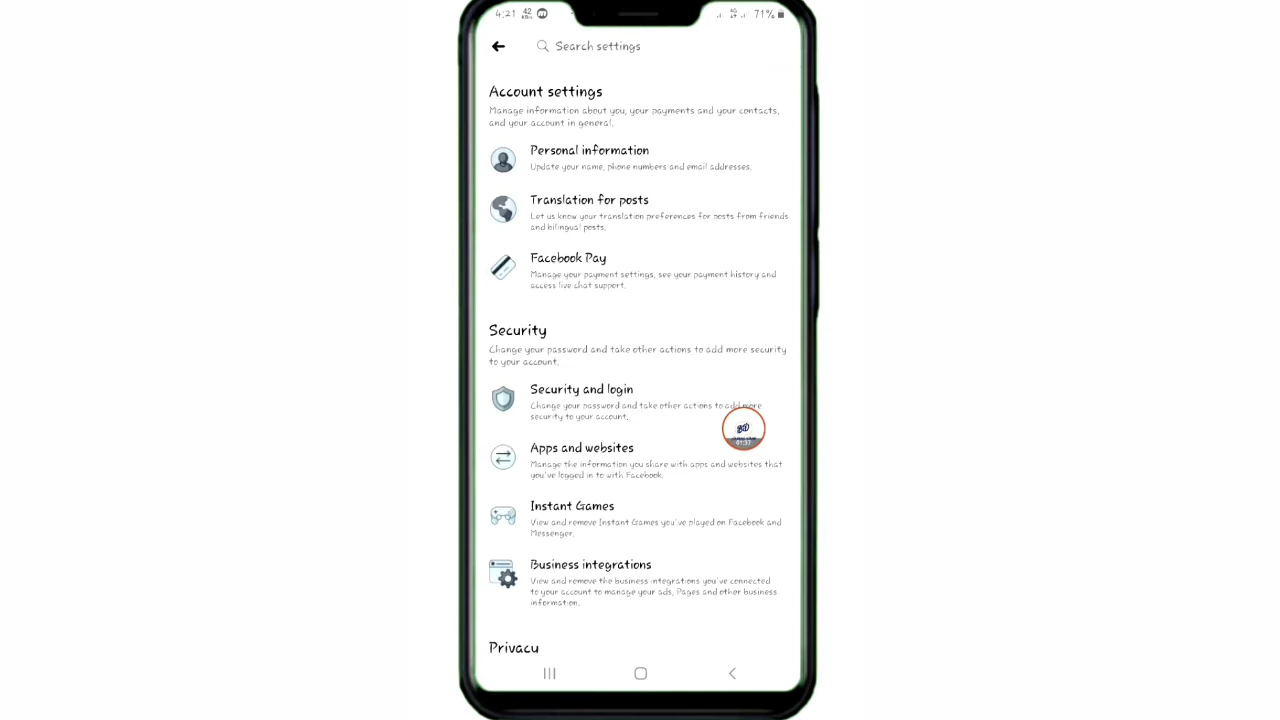 4:21 42 KB/s 4G 71%
Search settings
Account settings
Manage information about you, your payments and your contacts,
and your account in general.
Personal information
Update your name, phone numbers and email addresses.
Translation for posts
Let us know your translation preferences for posts from friends
and bilingual posts.
Facebook Pay
Manage your payment settings, see your payment history and
access live chat support.
Security
Change your password and take other actions to add more security
to your account.
Security and login
Change your password and take other actions to add more
security to your account.
Apps and websites
Manage the information you share with apps and websites that
you've logged in to with Facebook.
01:37
Instant Games
View and remove Instant Games you've played on Facebook and
Messenger.
Business integrations
View and remove the business integrations you've connected
to your account to manage your ads, Pages and other business
information.
Privacy